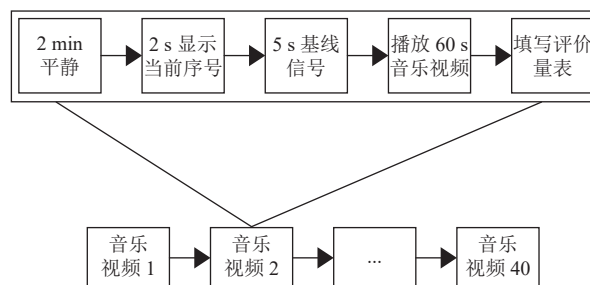 2 min
平静
2 s 显示
当前序号
5 s 基线
信号
播放 60 s
音乐视频
填写评价
量表
音乐
视频 1
音乐
视频 2
...
音乐
视频 40